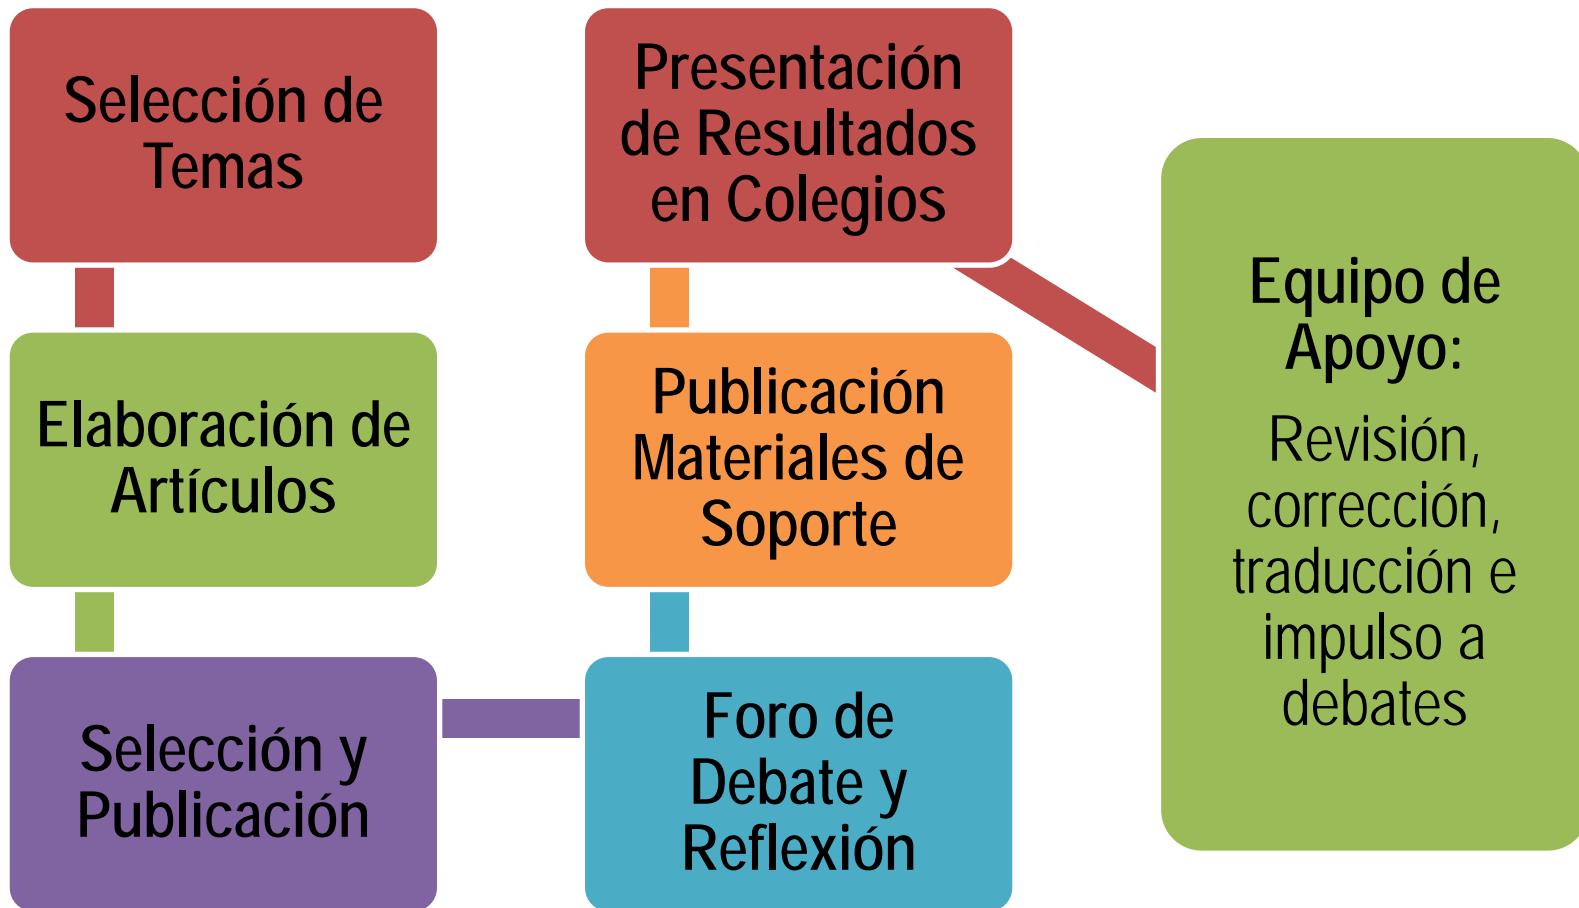 Selección de
Temas
Elaboración de
Artículos
Selección y
Publicación
Foro de
Debate y
Reflexión
Publicación
Materiales de
Soporte
Presentación
de Resultados
en Colegios
Equipo de
Apoyo:
Revisión,
corrección,
traducción e
impulso a
debates